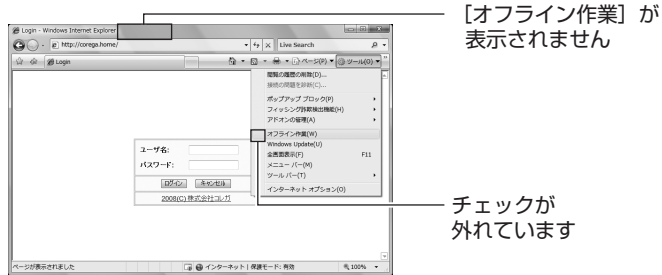 ［オフライン作業］が
表示されません
Login - Windows Internet Explorer
http://corega.home/
Live Search
Login
ページ(P)
ツール(O)
閲覧の履歴の削除(D)...
接続の問題を診断(C)...
ポップアップ ブロック(P)
フィッシング詐欺検出機能(H)
アドオンの管理(A)
オフライン作業(W)
Windows Update(U)
全画面表示(F) F11
メニュー バー(M)
ツール バー(T)
インターネット オプション(O)
ユーザ名:
パスワード:
ログイン キャンセル
2008(C) 株式会社コレガ
チェックが
外れています
ページが表示されました
インターネット | 保護モード: 有効
100%